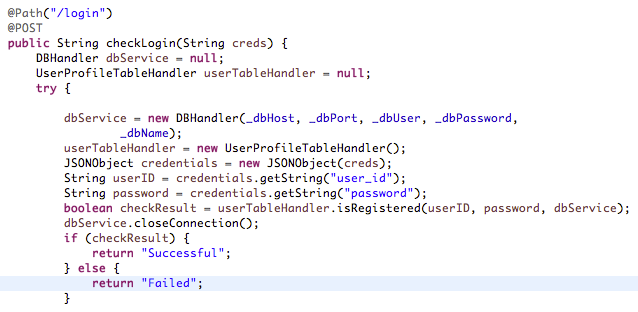 @Path("/login")
@POST
public String checkLogin(String creds) {
    DBHandler dbService = null;
    UserProfileTableHandler userTableHandler = null;
    try {

        dbService = new DBHandler(_dbHost, _dbPort, _dbUser, _dbPassword,
                _dbName);
        userTableHandler = new UserProfileTableHandler();
        JSONObject credentials = new JSONObject(creds);
        String userID = credentials.getString("user_id");
        String password = credentials.getString("password");
        boolean checkResult = userTableHandler.isRegistered(userID, password, dbService);
        dbService.closeConnection();
        if (checkResult) {
            return "Successful";
        } else {
            return "Failed";
        }